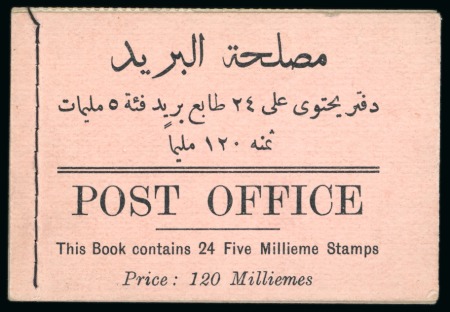 مصلحة البريد
دفتر يحتوى على ٢٤ طابع بريد فئة ٥ مليمات
ثمنه ١٢٠ مليما
POST OFFICE
This Book contains 24 Five Millieme Stamps
Price: 120 Milliemes